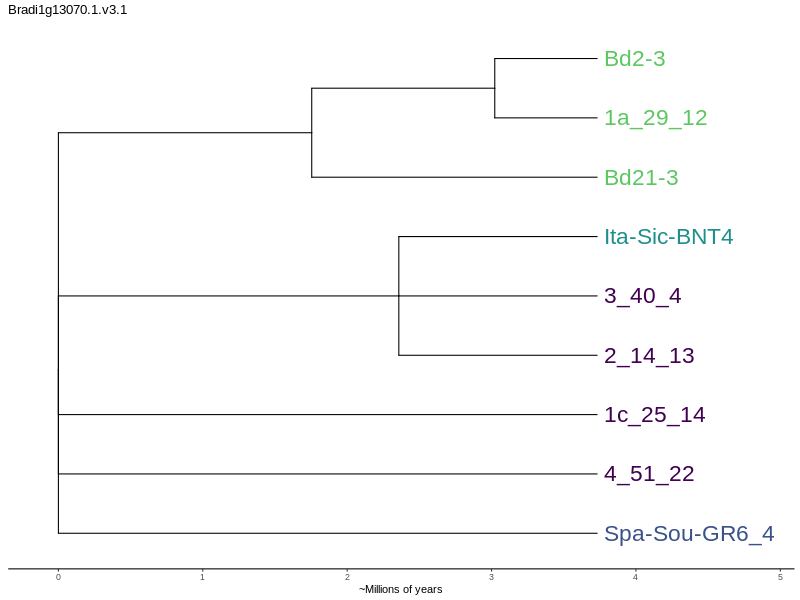 Bradi1g13070.1.v3.1
Bd2-3
1a_29_12
Bd21-3
Ita-Sic-BNT4
3_40_4
2_14_13
1c_25_14
4_51_22
Spa-Sou-GR6_4
0 1 2 3 4 5
~Millions of years